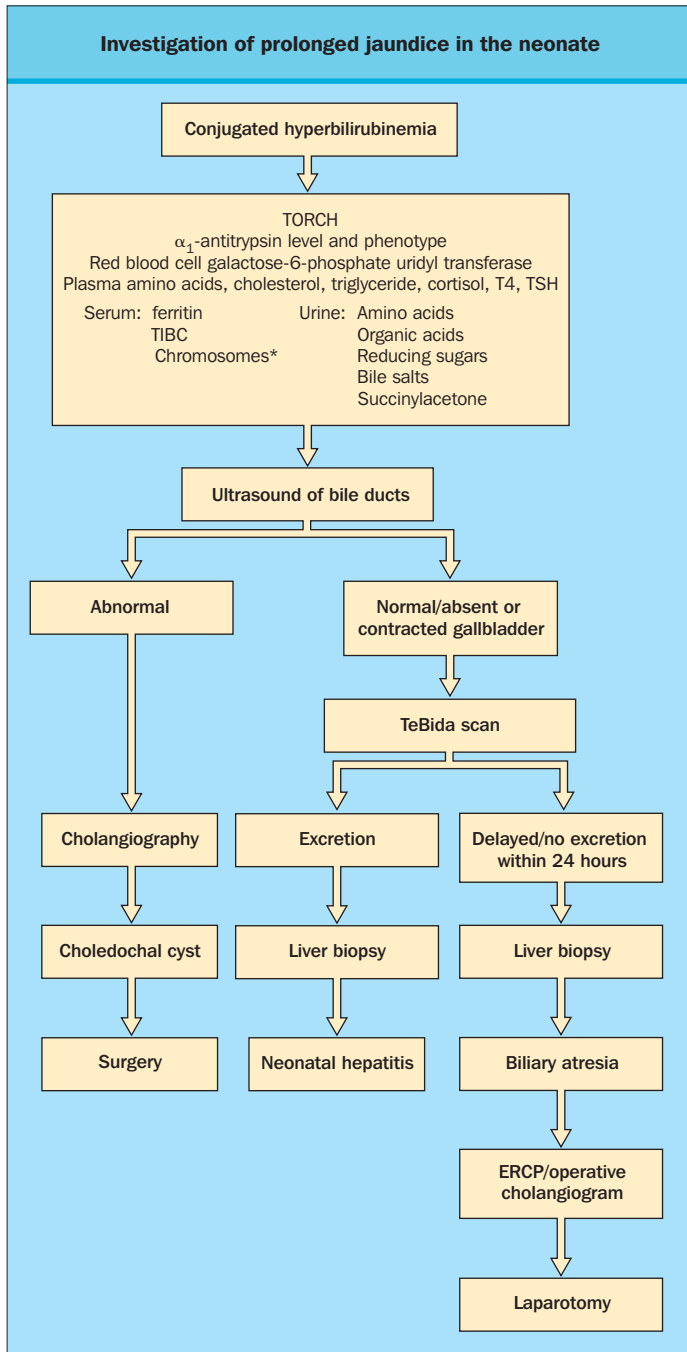 Investigation of prolonged jaundice in the neonate
Conjugated hyperbilirubinemia
TORCH
α₁-antitrypsin level and phenotype
Red blood cell galactose-6-phosphate uridyl transferase
Plasma amino acids, cholesterol, triglyceride, cortisol, T4, TSH
Serum: ferritin
TIBC
Chromosomes*
Urine: Amino acids
Organic acids
Reducing sugars
Bile salts
Succinylacetone
Ultrasound of bile ducts
Abnormal
Normal/absent or
contracted gallbladder
TeBida scan
Cholangiography
Excretion
Delayed/no excretion
within 24 hours
Choledochal cyst
Liver biopsy
Liver biopsy
Surgery
Neonatal hepatitis
Biliary atresia
ERCP/operative
cholangiogram
Laparotomy